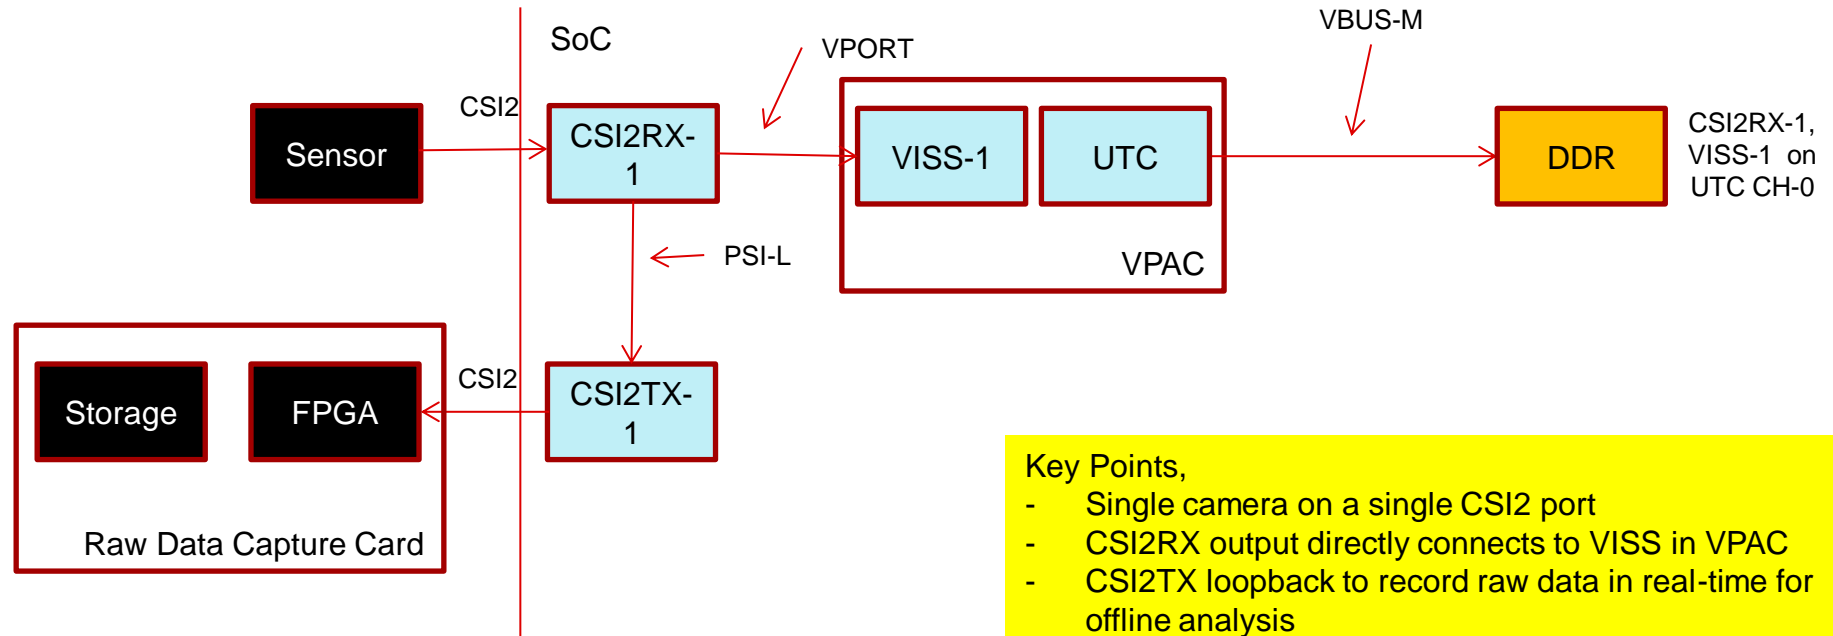 SoC
VBUS-M
VPORT
CSI2
Sensor
CSI2RX-
1
VISS-1
UTC
DDR
CSI2RX-1,
VISS-1 on
UTC CH-0
PSI-L
VPAC
Storage
FPGA
CSI2
CSI2TX-
1
Raw Data Capture Card
Key Points,
- Single camera on a single CSI2 port
- CSI2RX output directly connects to VISS in VPAC
- CSI2TX loopback to record raw data in real-time for
offline analysis